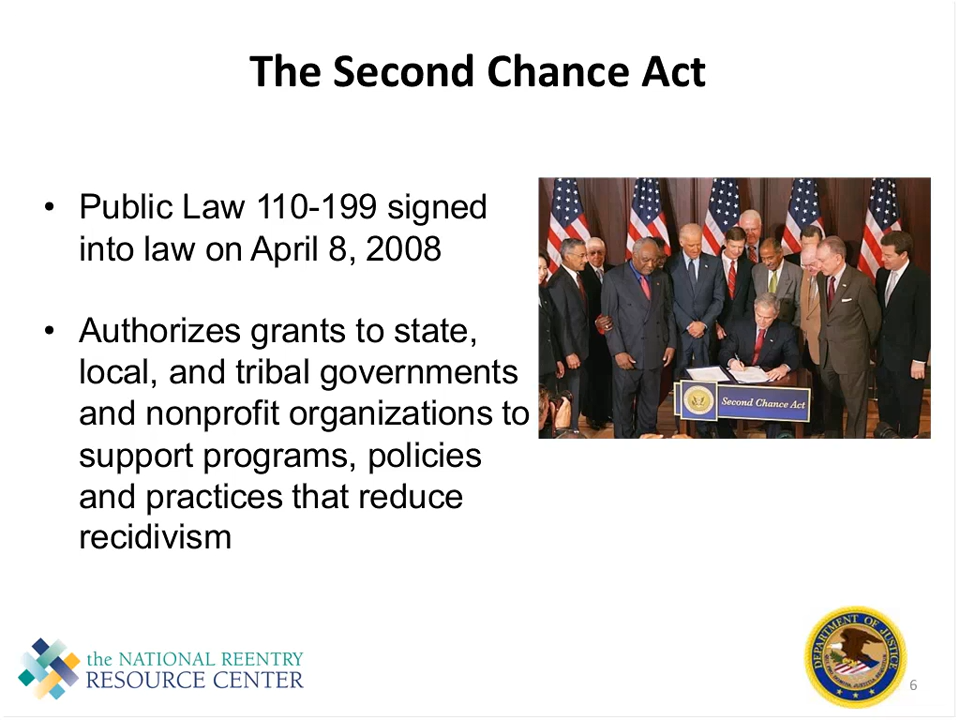 The Second Chance Act
• Public Law 110-199 signed
into law on April 8, 2008
• Authorizes grants to state,
local, and tribal governments
and nonprofit organizations to
support programs, policies
and practices that reduce
recidivism
Second Chance Act
the NATIONAL REENTRY
RESOURCE CENTER
DEPARTMENT OF JUSTICE
6